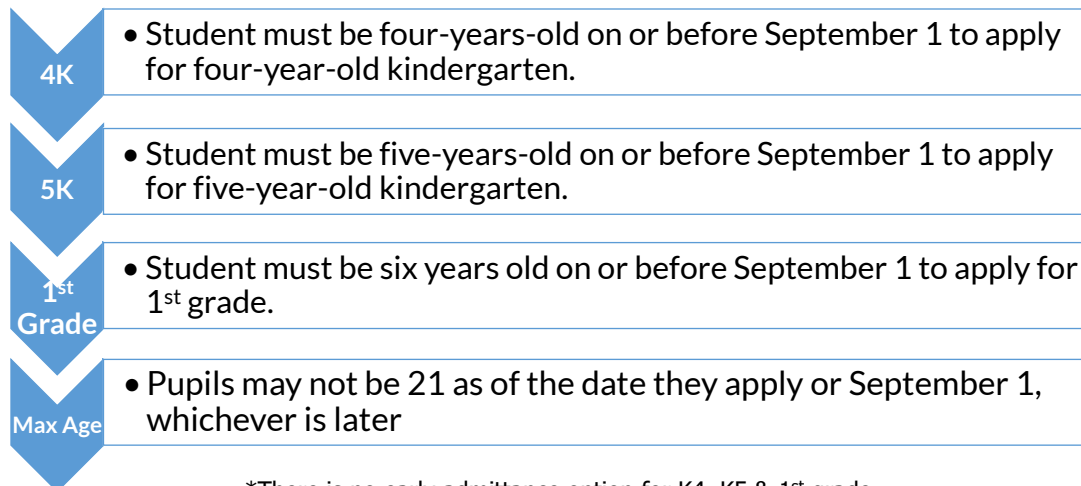 4K
• Student must be four-years-old on or before September 1 to apply
for four-year-old kindergarten.
5K
• Student must be five-years-old on or before September 1 to apply
for five-year-old kindergarten.
1st
Grade
• Student must be six years old on or before September 1 to apply for
1st grade.
Max Age
• Pupils may not be 21 as of the date they apply or September 1,
whichever is later
*There is no early admittance option for K4, K5 & 1st grade